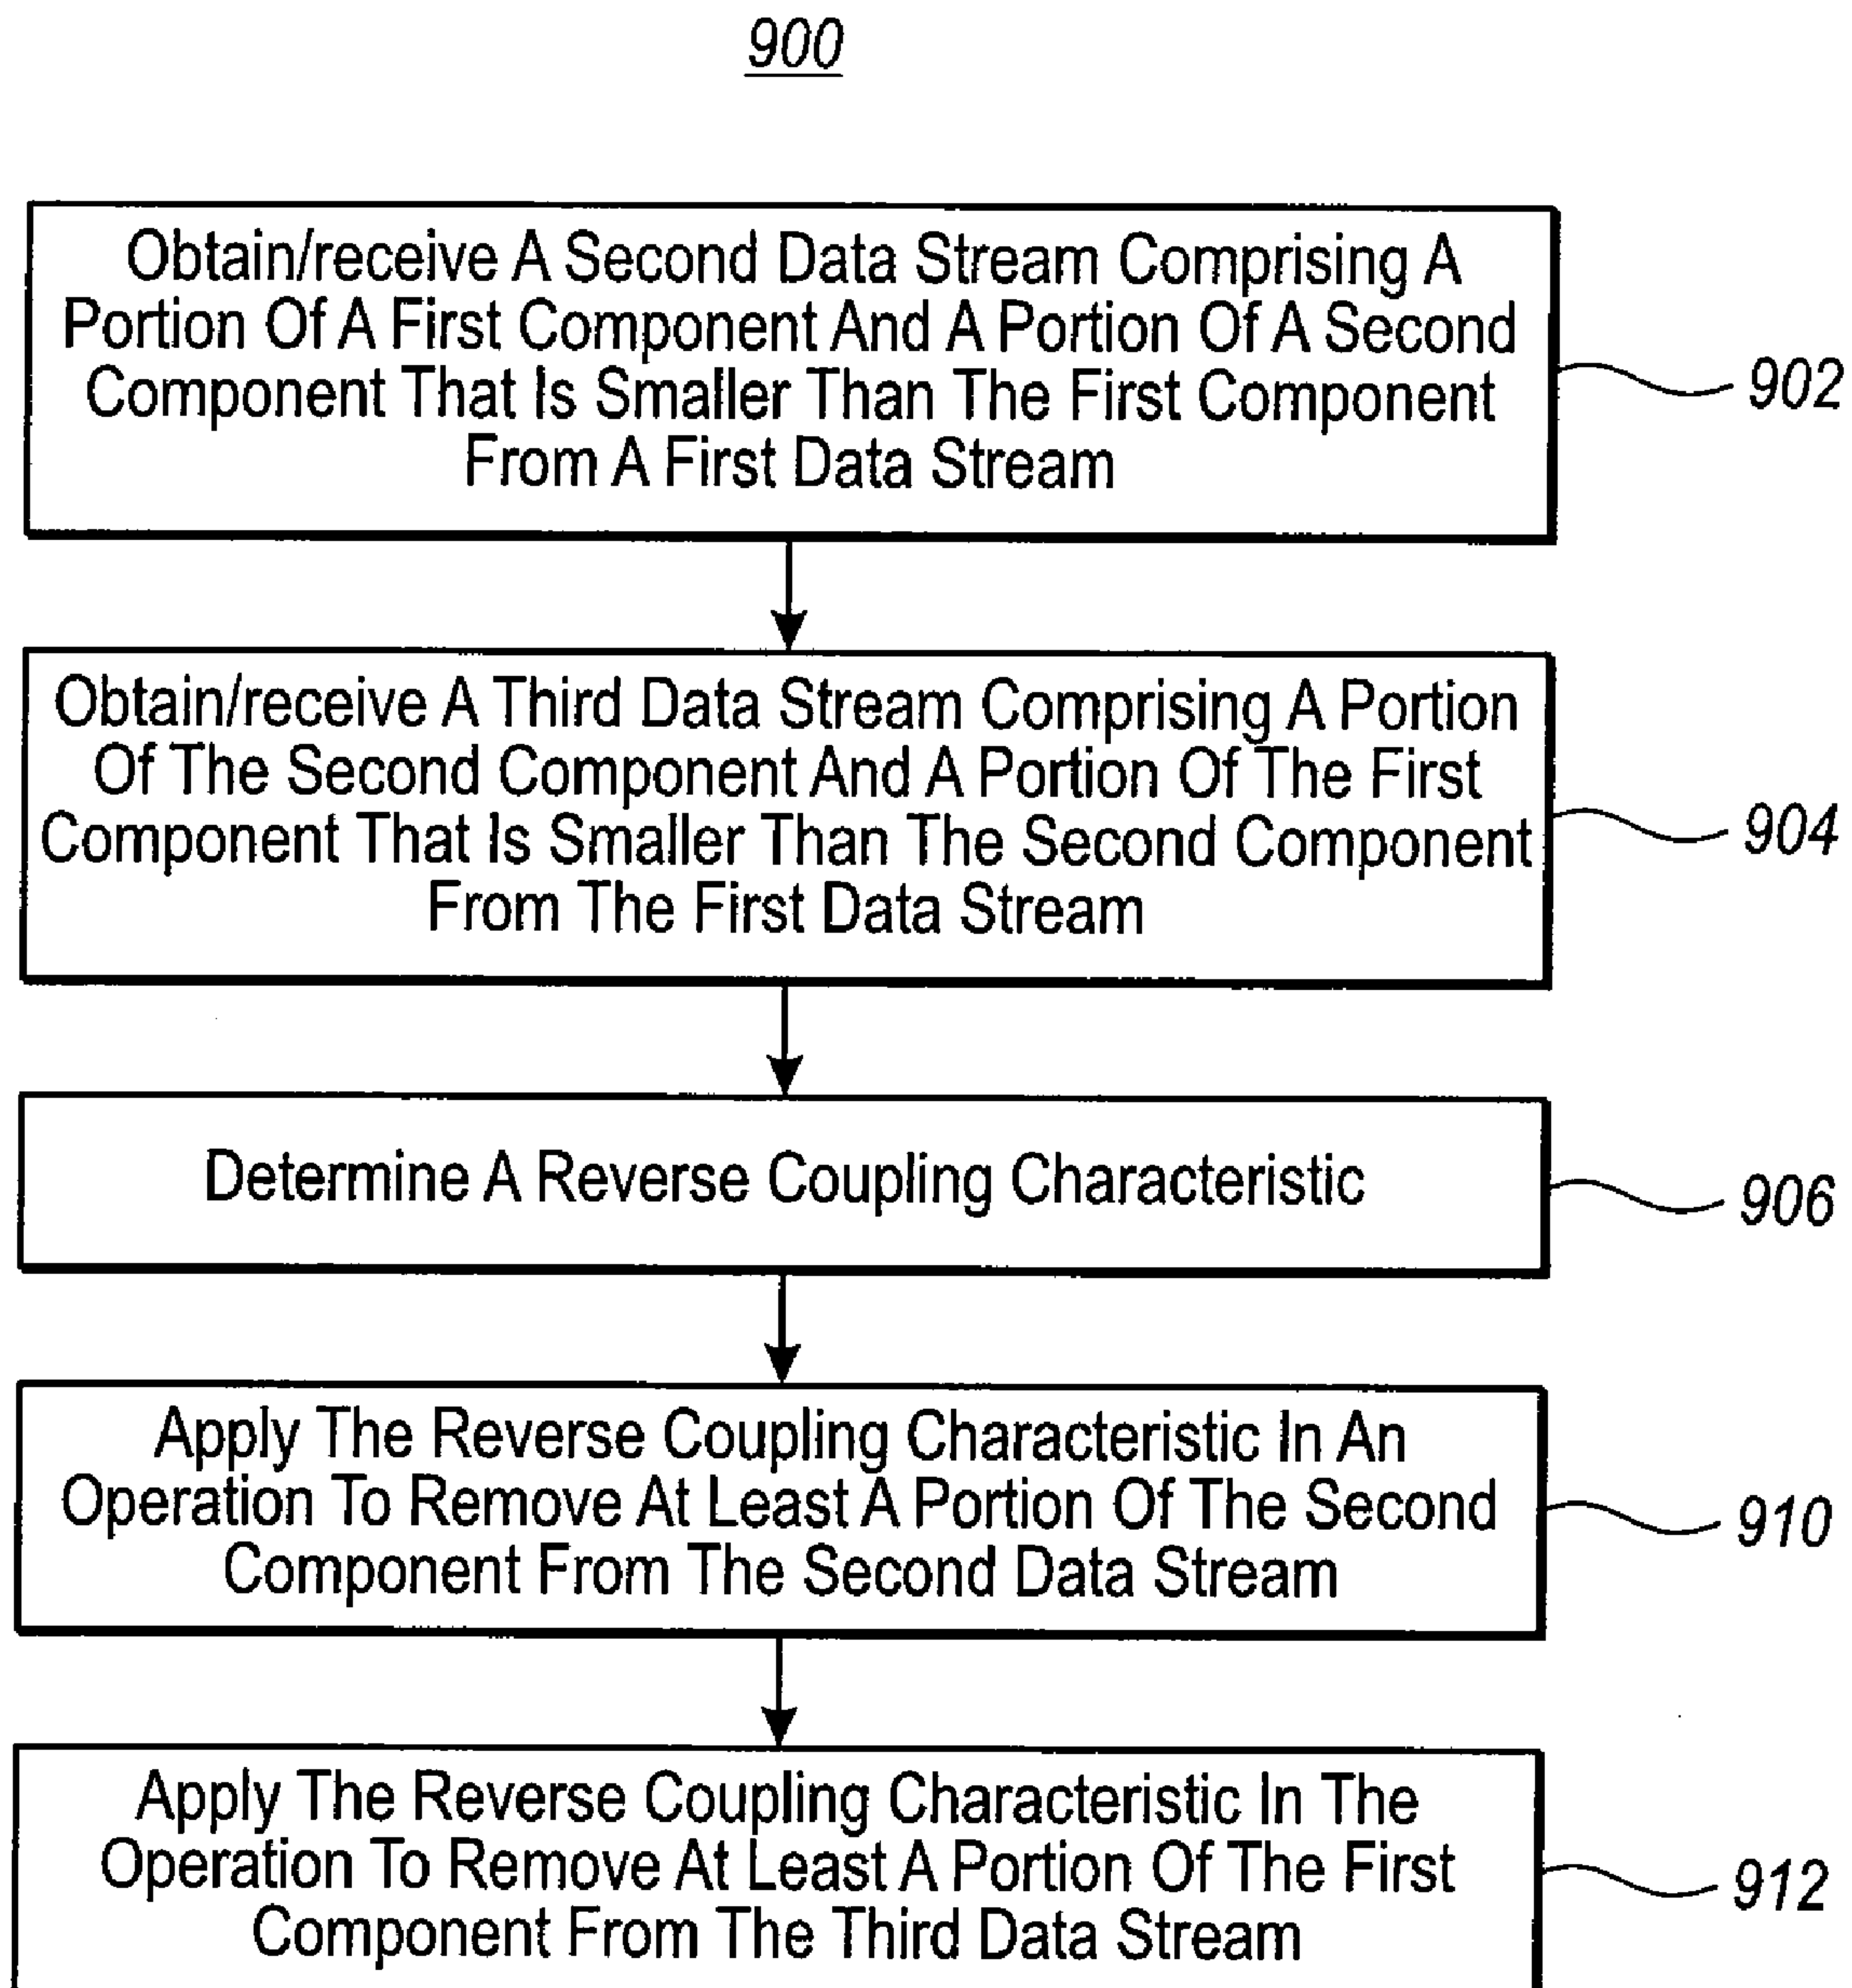 900
Obtain/receive A Second Data Stream Comprising A
Portion Of A First Component And A Portion Of A Second
Component That Is Smaller Than The First Component
From A First Data Stream
902
Obtain/receive A Third Data Stream Comprising A Portion
Of The Second Component And A Portion Of The First
Component That Is Smaller Than The Second Component
From The First Data Stream
904
Determine A Reverse Coupling Characteristic
906
Apply The Reverse Coupling Characteristic In An
Operation To Remove At Least A Portion Of The Second
Component From The Second Data Stream
910
Apply The Reverse Coupling Characteristic In The
Operation To Remove At Least A Portion Of The First
Component From The Third Data Stream
912